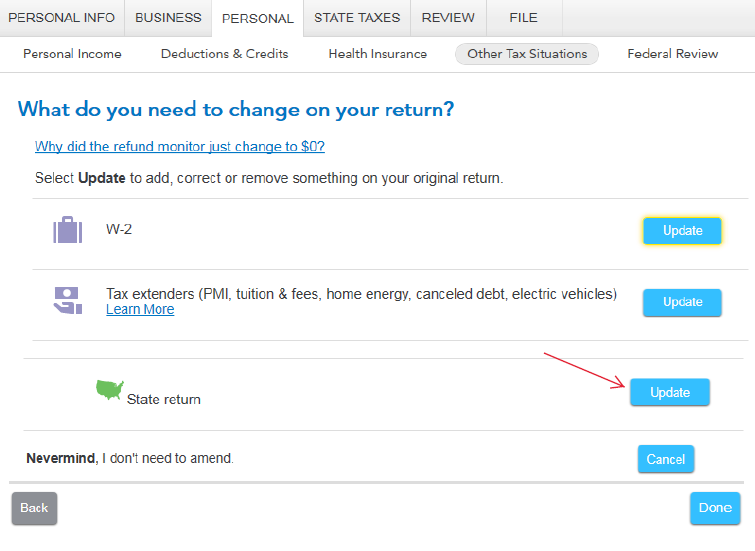 PERSONAL INFO BUSINESS PERSONAL STATE TAXES REVIEW FILE
Personal Income Deductions & Credits Health Insurance Other Tax Situations Federal Review
What do you need to change on your return?
Why did the refund monitor just change to $0?
Select Update to add, correct or remove something on your original return.
W-2 Update
Tax extenders (PMI, tuition & fees, home energy, canceled debt, electric vehicles) Update
Learn More
State return Update
Nevermind, I don't need to amend. Cancel
Back Done